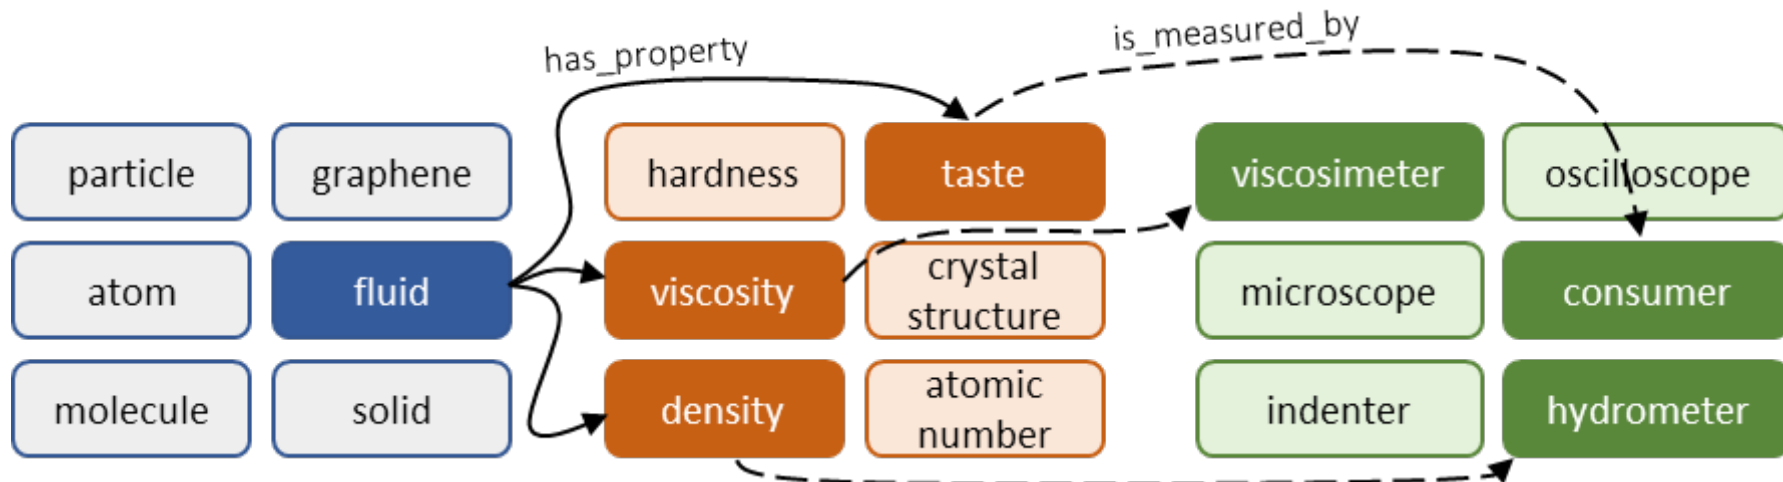 has_property
is_measured_by
particle
graphene
hardness
taste
viscosimeter
oscilloscope
atom
fluid
viscosity
crystal
structure
microscope
consumer
molecule
solid
density
atomic
number
indenter
hydrometer